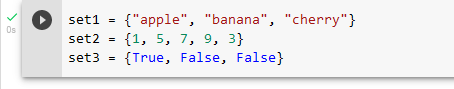 set1 = {"apple", "banana", "cherry"}
set2 = {1, 5, 7, 9, 3}
set3 = {True, False, False}
0s